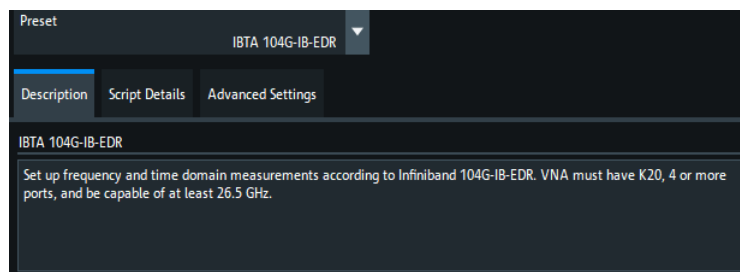 Preset
IBTA 104G-IB-EDR
Description Script Details Advanced Settings
IBTA 104G-IB-EDR
Set up frequency and time domain measurements according to Infiniband 104G-IB-EDR. VNA must have K20, 4 or more
ports, and be capable of at least 26.5 GHz.